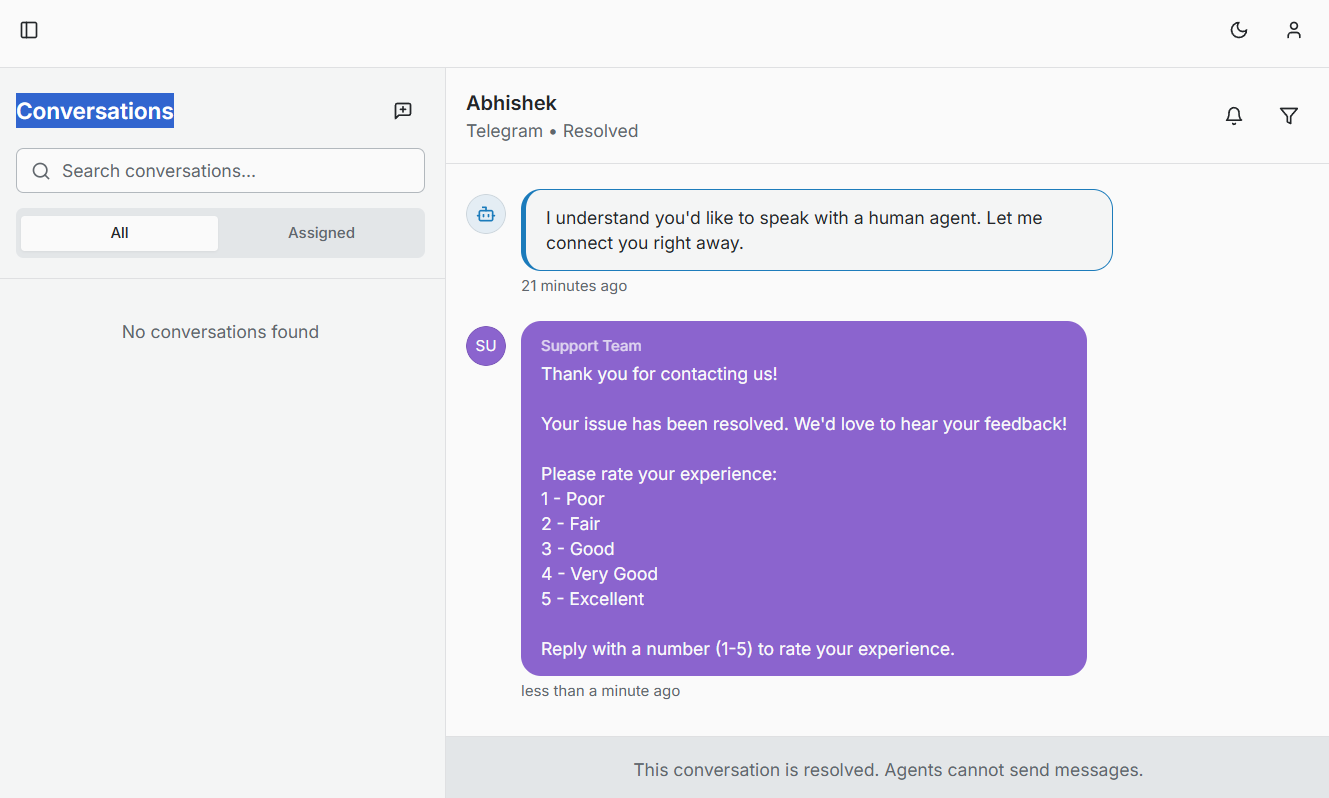 Conversations
Search conversations...
All
Assigned
No conversations found
Abhishek
Telegram • Resolved
I understand you'd like to speak with a human agent. Let me
connect you right away.
21 minutes ago
SU
Support Team
Thank you for contacting us!
Your issue has been resolved. We'd love to hear your feedback!
Please rate your experience:
1 - Poor
2 - Fair
3 - Good
4 - Very Good
5 - Excellent
Reply with a number (1-5) to rate your experience.
less than a minute ago
This conversation is resolved. Agents cannot send messages.